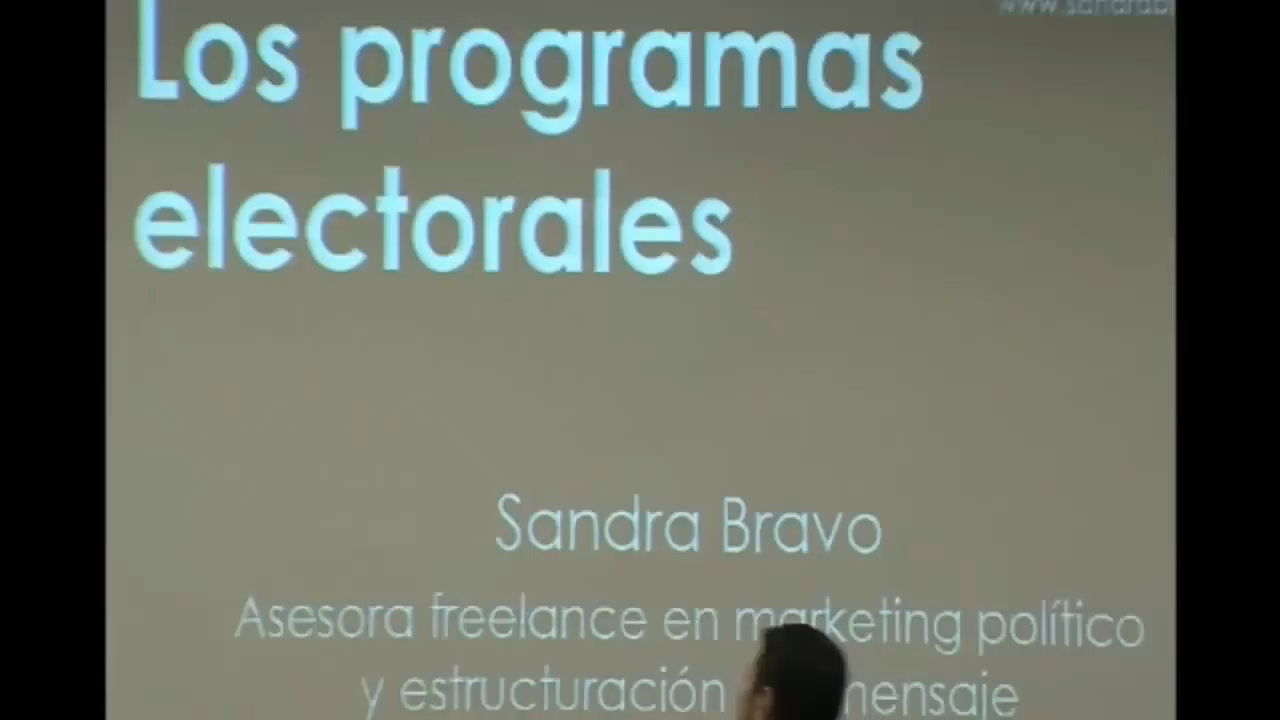 Los programas
electorales
Sandra Bravo
Asesora freelance en marketing político
y estructuración mensaje